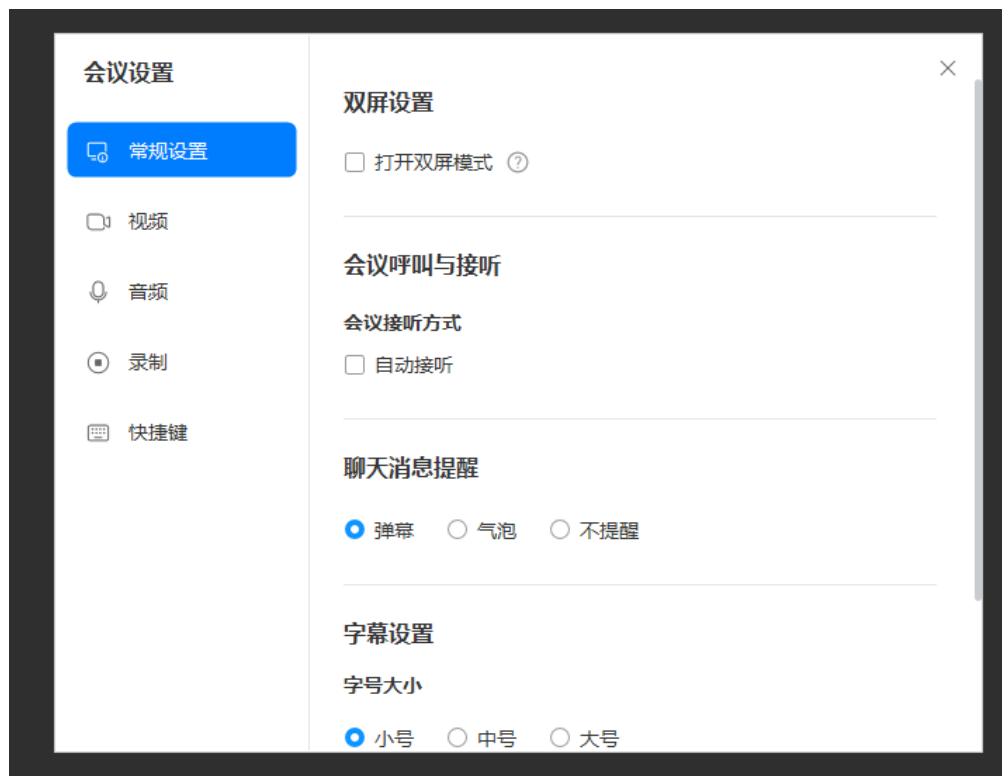 会议设置
常规设置
视频
音频
录制
快捷键
双屏设置
打开双屏模式 ?
会议呼叫与接听
会议接听方式
自动接听
聊天消息提醒
弹幕 气泡 不提醒
字幕设置
字号大小
小号 中号 大号